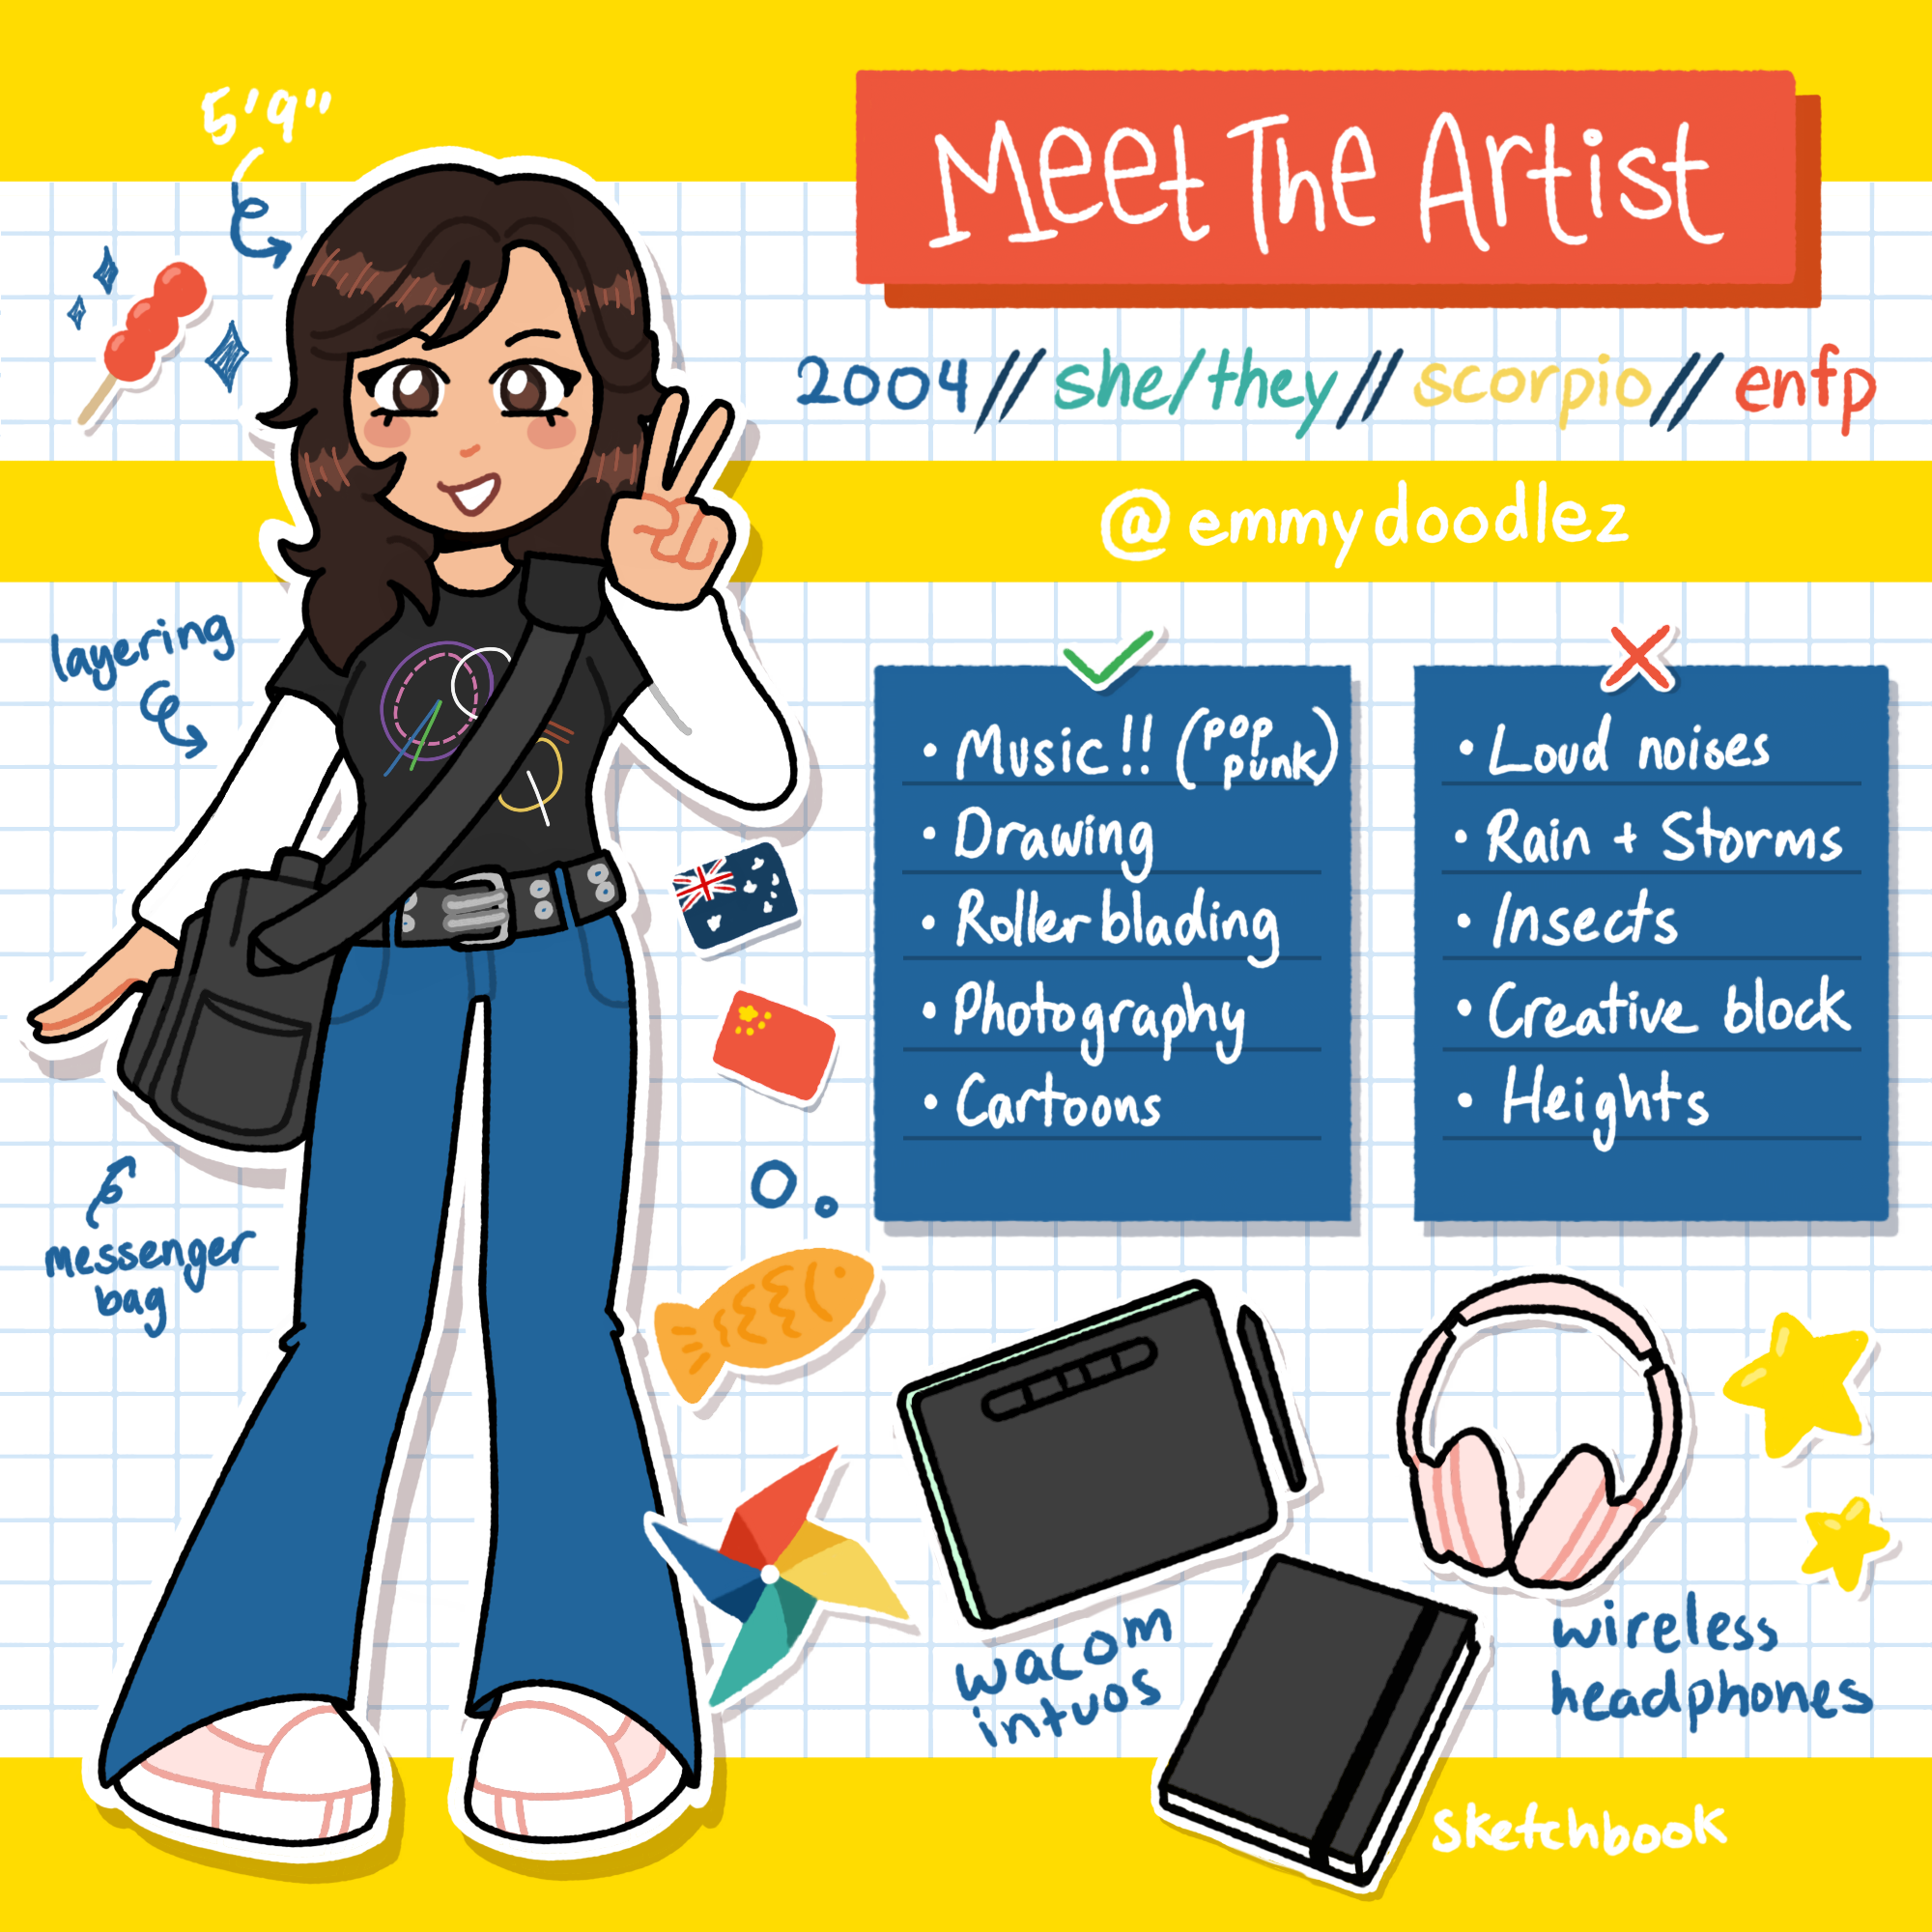 5'9"
Meet The Artist
2004//she/they//scorpio//enfp
@emmydoodlez
layering
messenger
bag
• Music!! (pop punk)
• Drawing
• Rollerblading
• Photography
• Cartoons
• Loud noises
• Rain + Storms
• Insects
• Creative block
• Heights
wacom
intuos
wireless
headphones
sketchbook